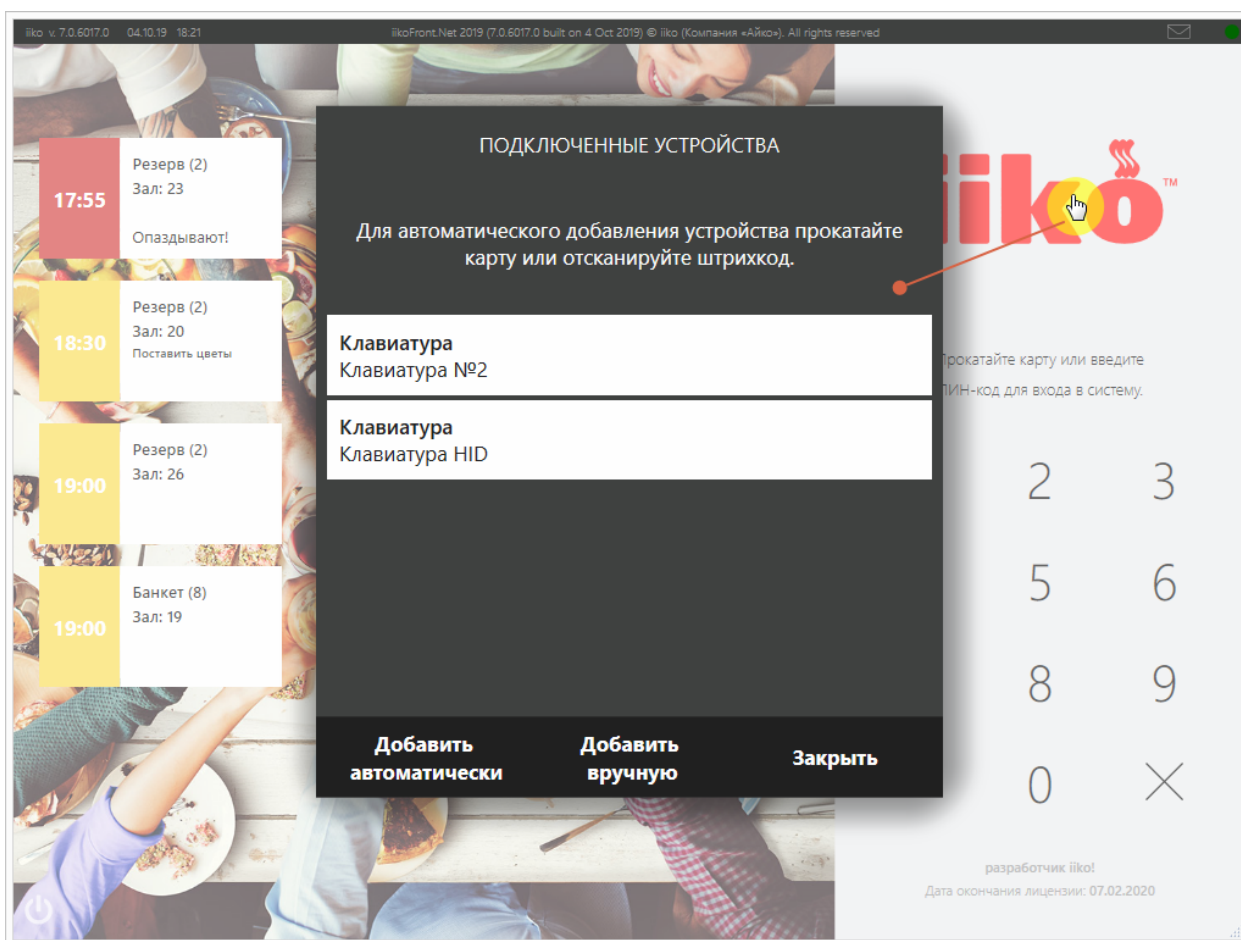 iiko v. 7.0.6017.0 04.10.19 18:21
iikoFront.Net 2019 (7.0.6017.0 built on 4 Oct 2019) © iiko (Компания «Айко»). All rights reserved
17:55
Резерв (2)
Зал: 23
Опаздывают!
18:30
Резерв (2)
Зал: 20
Поставить цветы
19:00
Резерв (2)
Зал: 26
19:00
Банкет (8)
Зал: 19
ПОДКЛЮЧЕННЫЕ УСТРОЙСТВА
Для автоматического добавления устройства прокатайте
карту или отсканируйте штрихкод.
Клавиатура
Клавиатура №2
Клавиатура
Клавиатура HID
Добавить
автоматически
Добавить
вручную
Закрыть
iiko™
карту или введите
код для входа в систему.
2 3
5 6
8 9
0
разработчик iiko!
Дата окончания лицензии: 07.02.2020